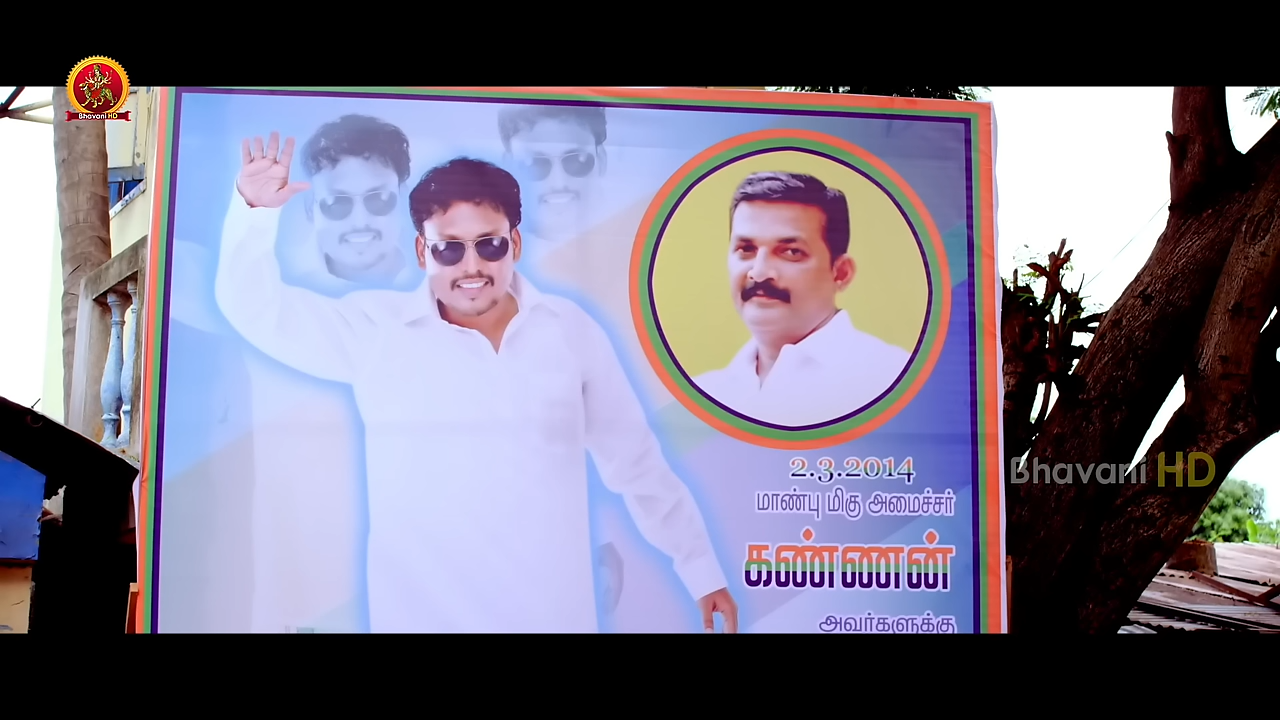 Bhavani HD
2.3.2014
மாண்பு மிகு அமைச்சர்
கண்ணன்
அவர்களுக்கு
Bhavani HD